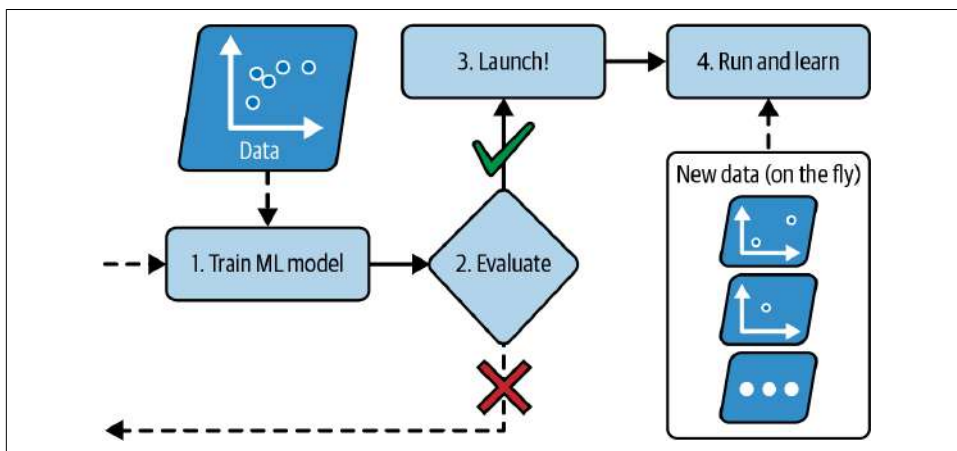 Data
1. Train ML model
2. Evaluate
3. Launch!
4. Run and learn
New data (on the fly)